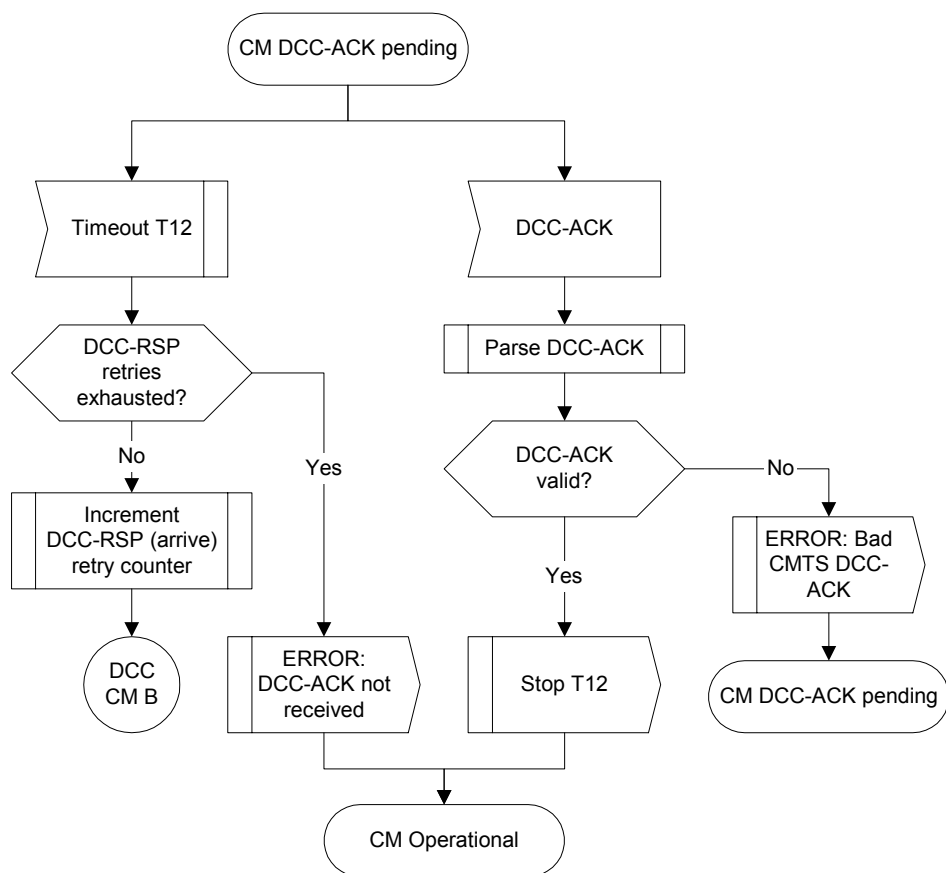 CM DCC-ACK pending
Timeout T12
DCC-ACK
DCC-RSP
retries
exhausted?
Parse DCC-ACK
No
Yes
DCC-ACK
valid?
No
Increment
DCC-RSP (arrive)
retry counter
ERROR: Bad
CMTS DCC-
ACK
Yes
DCC
CM B
ERROR:
DCC-ACK not
received
Stop T12
CM DCC-ACK pending
CM Operational